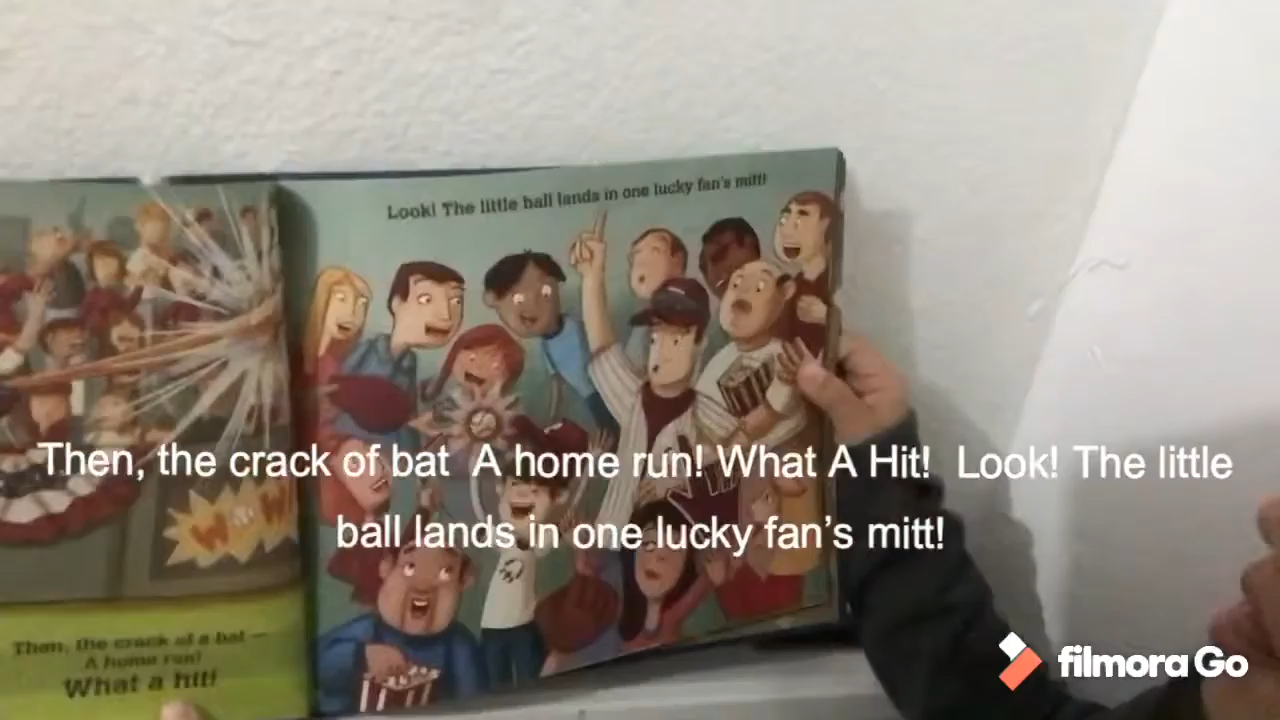 Look! The little ball lands in one lucky fan's mitt!
Then, the crack of bat  A home run! What A Hit!  Look! The little
ball lands in one lucky fan’s mitt!
WOW!
Then, the crack of a bat —
A home run!
What a hit!
filmora Go